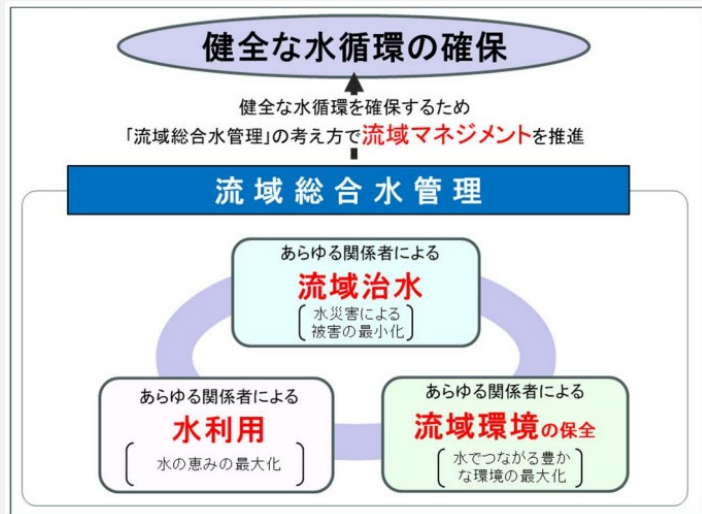 健全な水循環の確保
健全な水循環を確保するため
「流域総合水管理」の考え方で流域マネジメントを推進
流域総合水管理
あらゆる関係者による
流域治水
水災害による
被害の最小化
あらゆる関係者による
水利用
水の恵みの最大化
あらゆる関係者による
流域環境の保全
水でつながる豊か
な環境の最大化